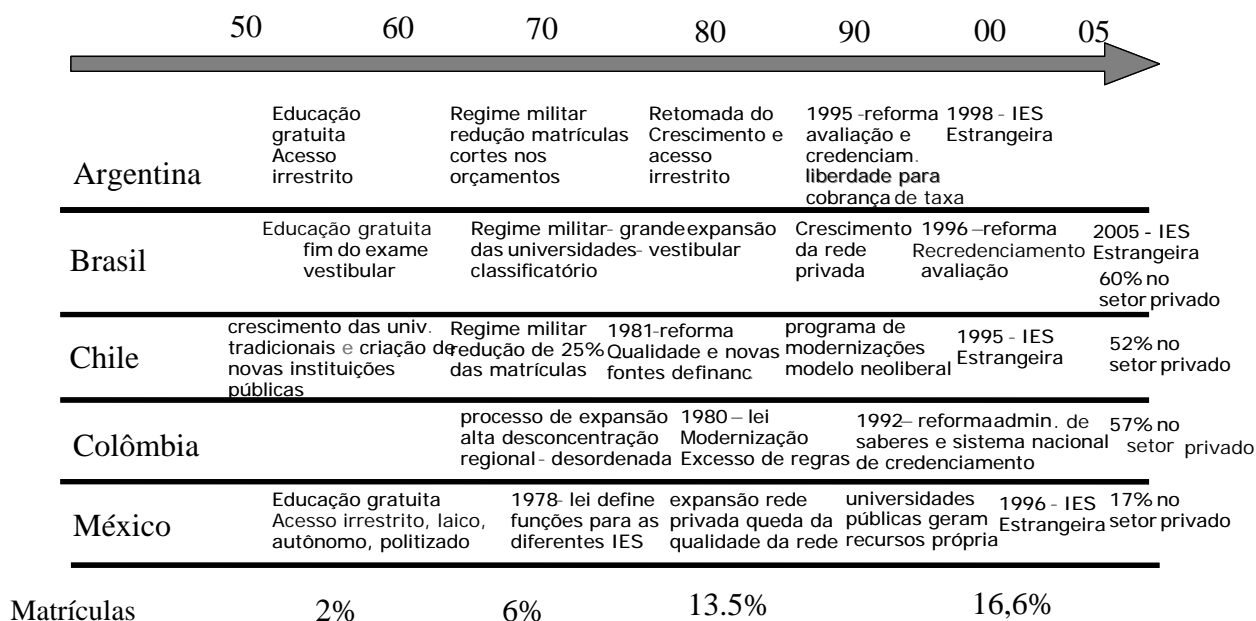 50 60 70 80 90 00 05
Argentina
Educação
gratuita
Acesso
irrestrito
Regime militar
redução matrículas
cortes nos
orçamentos
Retomada do
Crescimento e
acesso
irrestrito
1995 -reforma
avaliação e
credenciam.
liberdade para
cobrança de taxa
1998 - IES
Estrangeira
Brasil
Educação gratuita
fim do exame
vestibular
Regime militar- grande expansão
das universidades- vestibular
classificatório
Crescimento
da rede
privada
1996 –reforma
Recredenciamento
avaliação
2005 - IES
Estrangeira
60% no
setor privado
Chile
crescimento das univ.
tradicionais e criação de
novas instituições
públicas
Regime militar
redução de 25%
das matrículas
1981-reforma
Qualidade e novas
fontes definanc.
programa de
modernizações
modelo neoliberal
1995 - IES
Estrangeira
52% no
setor privado
Colômbia
processo de expansão
alta desconcentração
regional - desordenada
1980 – lei
Modernização
Excesso de regras
1992– reforma admin. de
saberes e sistema nacional
de credenciamento
57% no
setor privado
México
Educação gratuita
Acesso irrestrito, laico,
autônomo, politizado
1978- lei define
funções para as
diferentes IES
expansão rede
privada queda da
qualidade da rede
universidades
públicas geram
recursos própria
1996 - IES
Estrangeira
17% no
setor privado
Matrículas 2% 6% 13.5% 16,6%